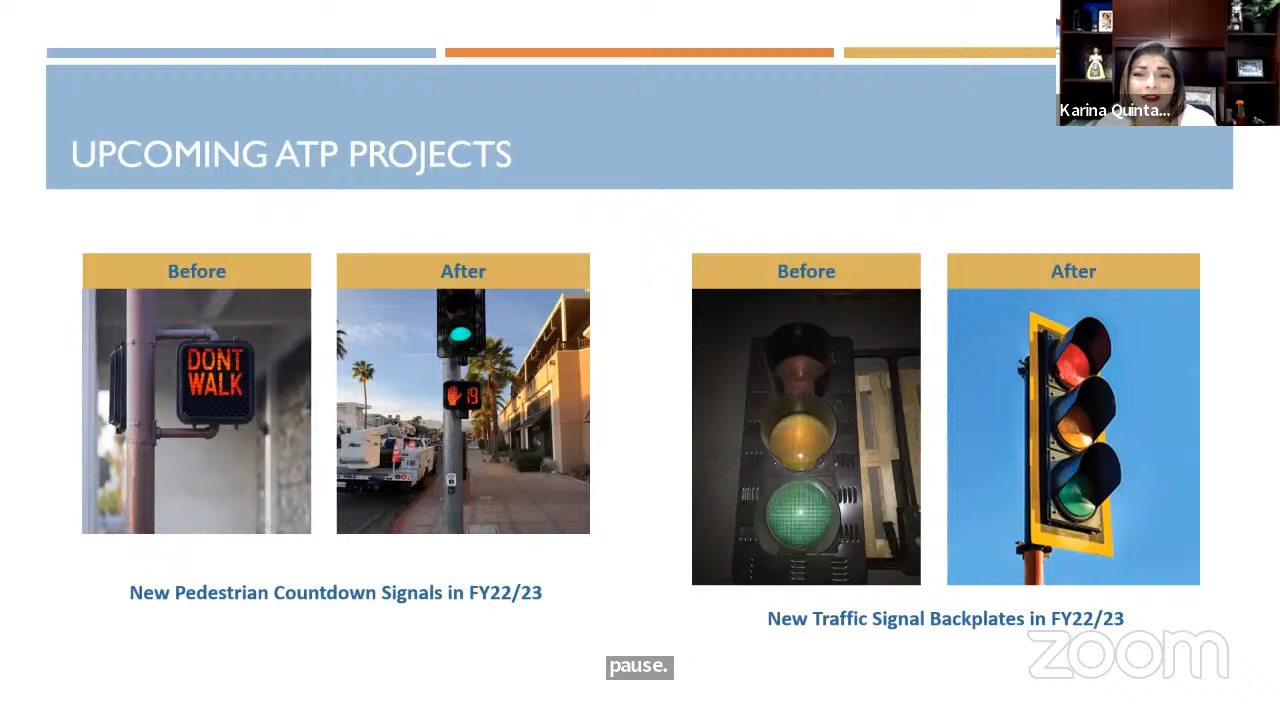 Karina Quinta...
UPCOMING ATP PROJECTS
Before
After
Before
After
DONT
WALK
19
New Pedestrian Countdown Signals in FY22/23
New Traffic Signal Backplates in FY22/23
pause.
zoom